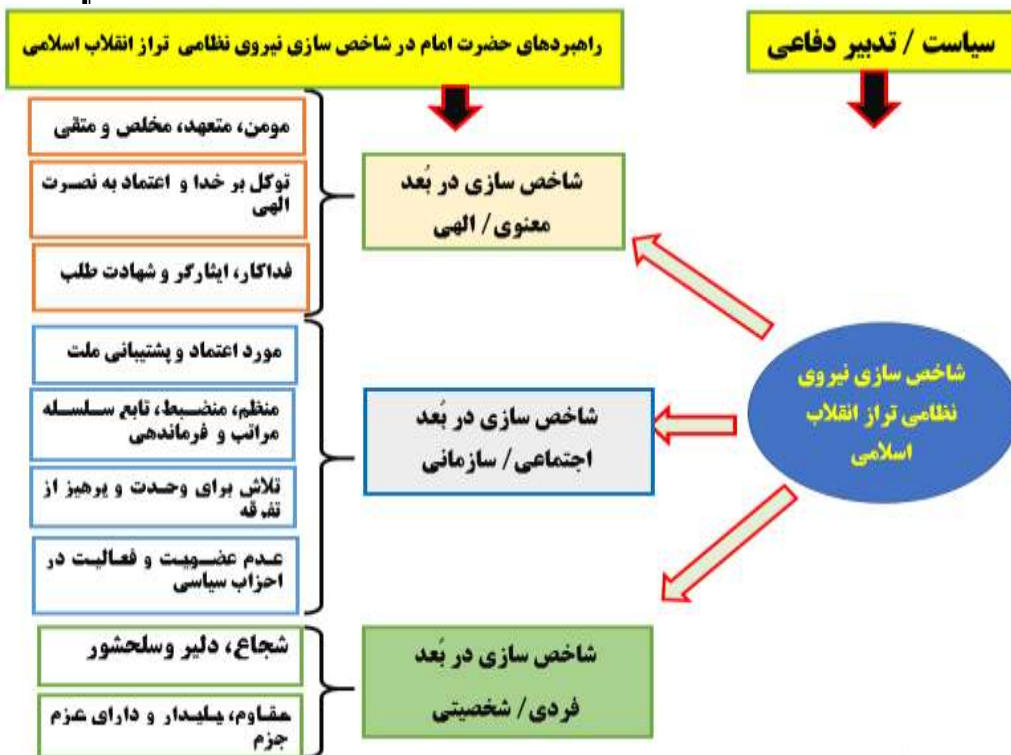 سیاست / تدبیر دفاعی
راهبردهای حضرت امام در شاخص سازی نیروی نظامی تراز انقلاب اسلامی
شاخص سازی نیروی
نظامی تراز انقلاب
اسلامی
شاخص سازی در بُعد
معنوی/ الهی
مومن، متعهد، مخلص و متقی
توکل بر خدا و اعتماد به نصرت
الهی
فداکار، ایثارگر و شهادت طلب
شاخص سازی در بُعد
اجتماعی/ سازمانی
مورد اعتماد و پشتیبانی ملت
منظم، منضبط، تابع سلسله
مراتب و فرماندهی
تلاش برای وحدت و پرهیز از
تفرقه
عدم عضویت و فعالیت در
احزاب سیاسی
شاخص سازی در بُعد
فردی/ شخصیتی
شجاع، دلیر وسلحشور
مقاوم، پایدار و دارای عزم
جزم